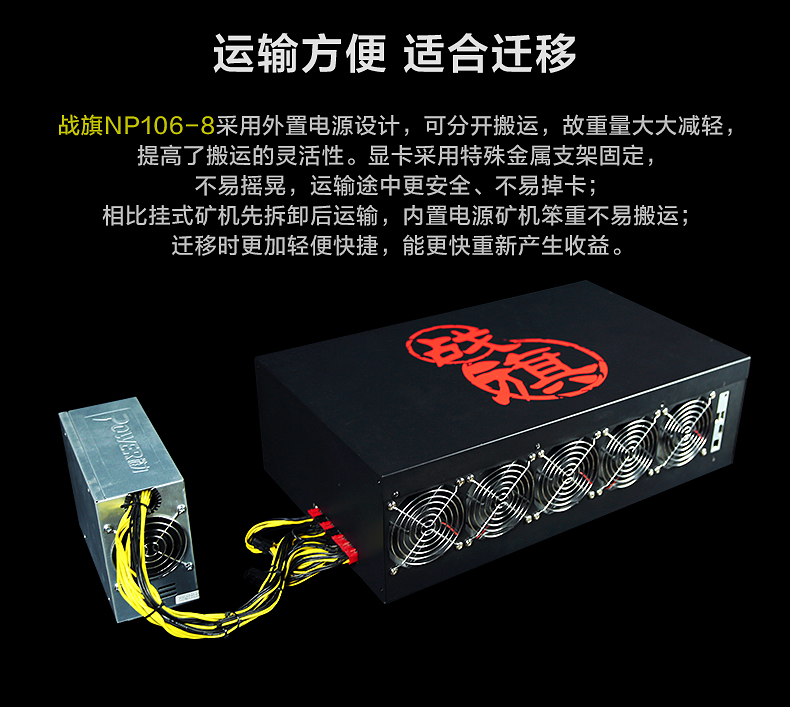 运输方便 适合迁移
战旗NP106-8采用外置电源设计，可分开搬运，故重量大大减轻，
提高了搬运的灵活性。显卡采用特殊金属支架固定，
不易摇晃，运输途中更安全、不易掉卡；
相比挂式矿机先拆卸后运输，内置电源矿机笨重不易搬运；
迁移时更加轻便快捷，能更快重新产生收益。
战旗